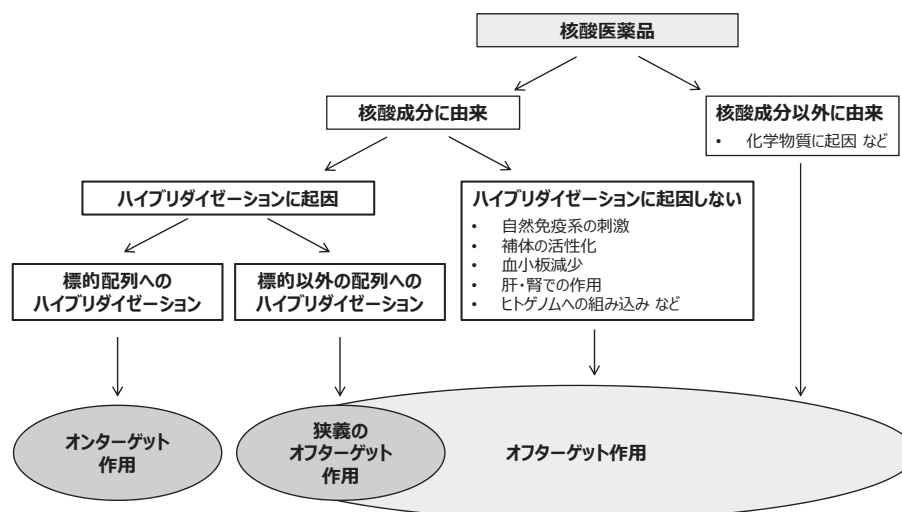 核酸医薬品
核酸成分に由来
核酸成分以外に由来
• 化学物質に起因 など
ハイブリダイゼーションに起因
ハイブリダイゼーションに起因しない
• 自然免疫系の刺激
• 補体の活性化
• 血小板減少
• 肝・腎での作用
• ヒトゲノムへの組み込み など
標的配列への
ハイブリダイゼーション
標的以外の配列への
ハイブリダイゼーション
オンターゲット
作用
狭義の
オフターゲット
作用
オフターゲット作用